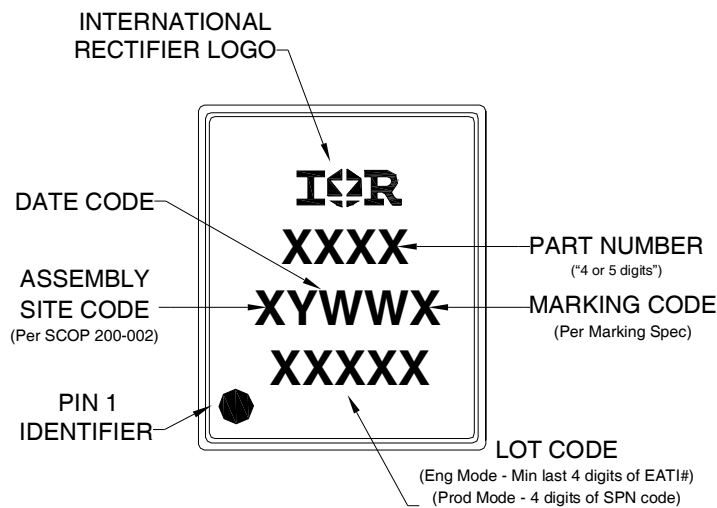 INTERNATIONAL
RECTIFIER LOGO
IOR
DATE CODE
XXXX
PART NUMBER
("4 or 5 digits")
ASSEMBLY
SITE CODE
(Per SCOP 200-002)
XYWWX
MARKING CODE
(Per Marking Spec)
XXXXX
PIN 1
IDENTIFIER
LOT CODE
(Eng Mode - Min last 4 digits of EATI#)
(Prod Mode - 4 digits of SPN code)